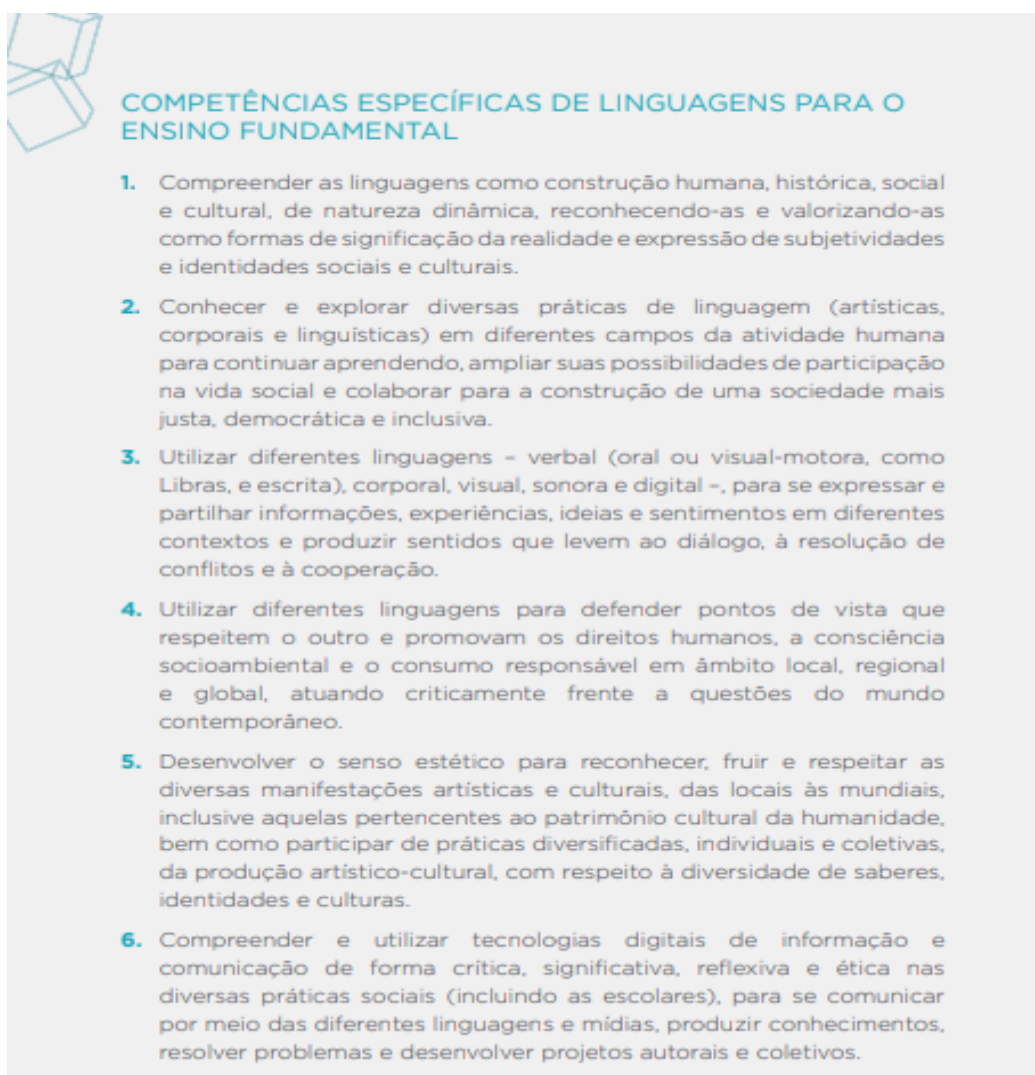 COMPETÊNCIAS ESPECÍFICAS DE LINGUAGENS PARA O
ENSINO FUNDAMENTAL
1. Compreender as linguagens como construção humana, histórica, social
e cultural, de natureza dinâmica, reconhecendo-as e valorizando-as
como formas de significação da realidade e expressão de subjetividades
e identidades sociais e culturais.
2. Conhecer e explorar diversas práticas de linguagem (artísticas,
corporais e linguísticas) em diferentes campos da atividade humana
para continuar aprendendo, ampliar suas possibilidades de participação
na vida social e colaborar para a construção de uma sociedade mais
justa, democrática e inclusiva.
3. Utilizar diferentes linguagens – verbal (oral ou visual-motora, como
Libras, e escrita), corporal, visual, sonora e digital –, para se expressar e
partilhar informações, experiências, ideias e sentimentos em diferentes
contextos e produzir sentidos que levem ao diálogo, à resolução de
conflitos e à cooperação.
4. Utilizar diferentes linguagens para defender pontos de vista que
respeitem o outro e promovam os direitos humanos, a consciência
socioambiental e o consumo responsável em âmbito local, regional
e global, atuando criticamente frente a questões do mundo
contemporâneo.
5. Desenvolver o senso estético para reconhecer, fruir e respeitar as
diversas manifestações artísticas e culturais, das locais às mundiais,
inclusive aquelas pertencentes ao patrimônio cultural da humanidade,
bem como participar de práticas diversificadas, individuais e coletivas,
da produção artístico-cultural, com respeito à diversidade de saberes,
identidades e culturas.
6. Compreender e utilizar tecnologias digitais de informação e
comunicação de forma crítica, significativa, reflexiva e ética nas
diversas práticas sociais (incluindo as escolares), para se comunicar
por meio das diferentes linguagens e mídias, produzir conhecimentos,
resolver problemas e desenvolver projetos autorais e coletivos.